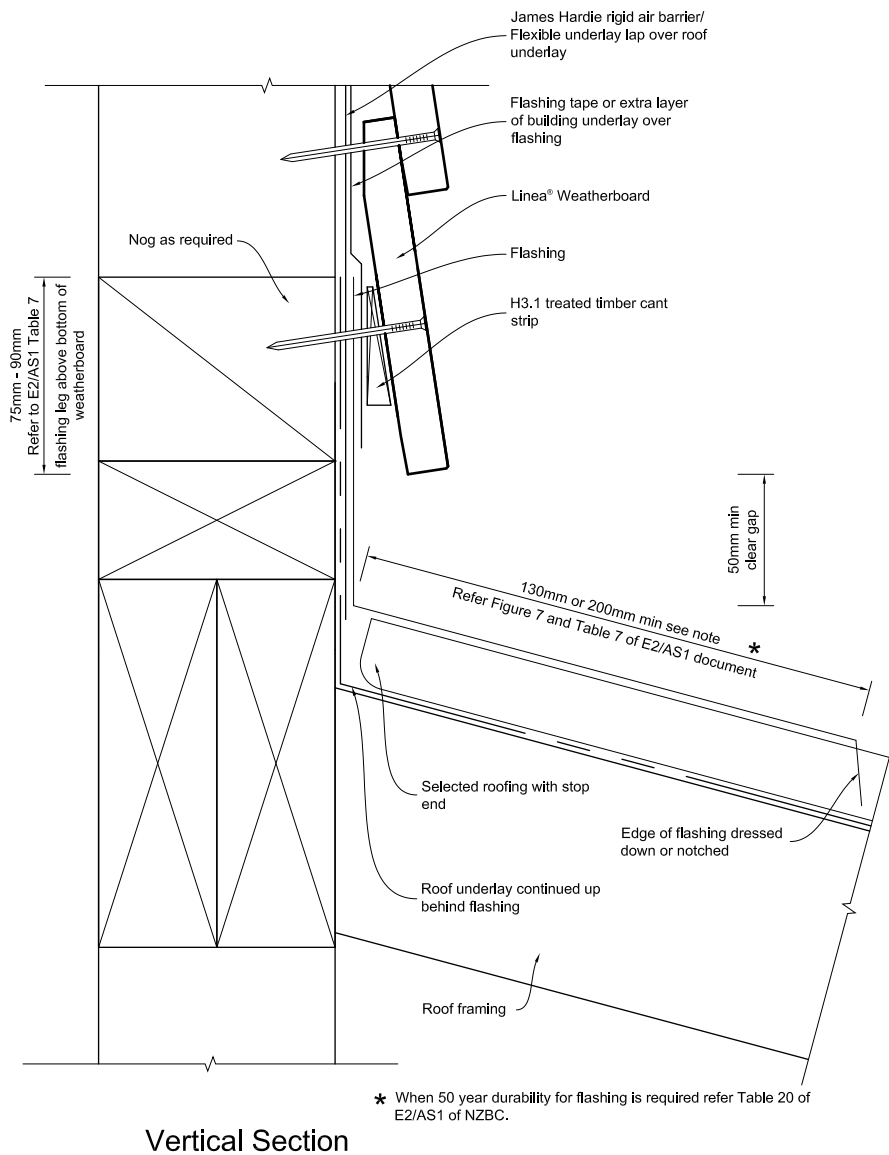 James Hardie rigid air barrier/
Flexible underlay lap over roof
underlay
Flashing tape or extra layer
of building underlay over
flashing
Linea® Weatherboard
Nog as required
Flashing
H3.1 treated timber cant
strip
75mm - 90mm
Refer to E2/AS1 Table 7
flashing leg above bottom of
weatherboard
50mm min
clear gap
130mm or 200mm min see note
Refer Figure 7 and Table 7 of E2/AS1 document
*
Selected roofing with stop
end
Edge of flashing dressed
down or notched
Roof underlay continued up
behind flashing
Roof framing
* When 50 year durability for flashing is required refer Table 20 of
E2/AS1 of NZBC.
Vertical Section